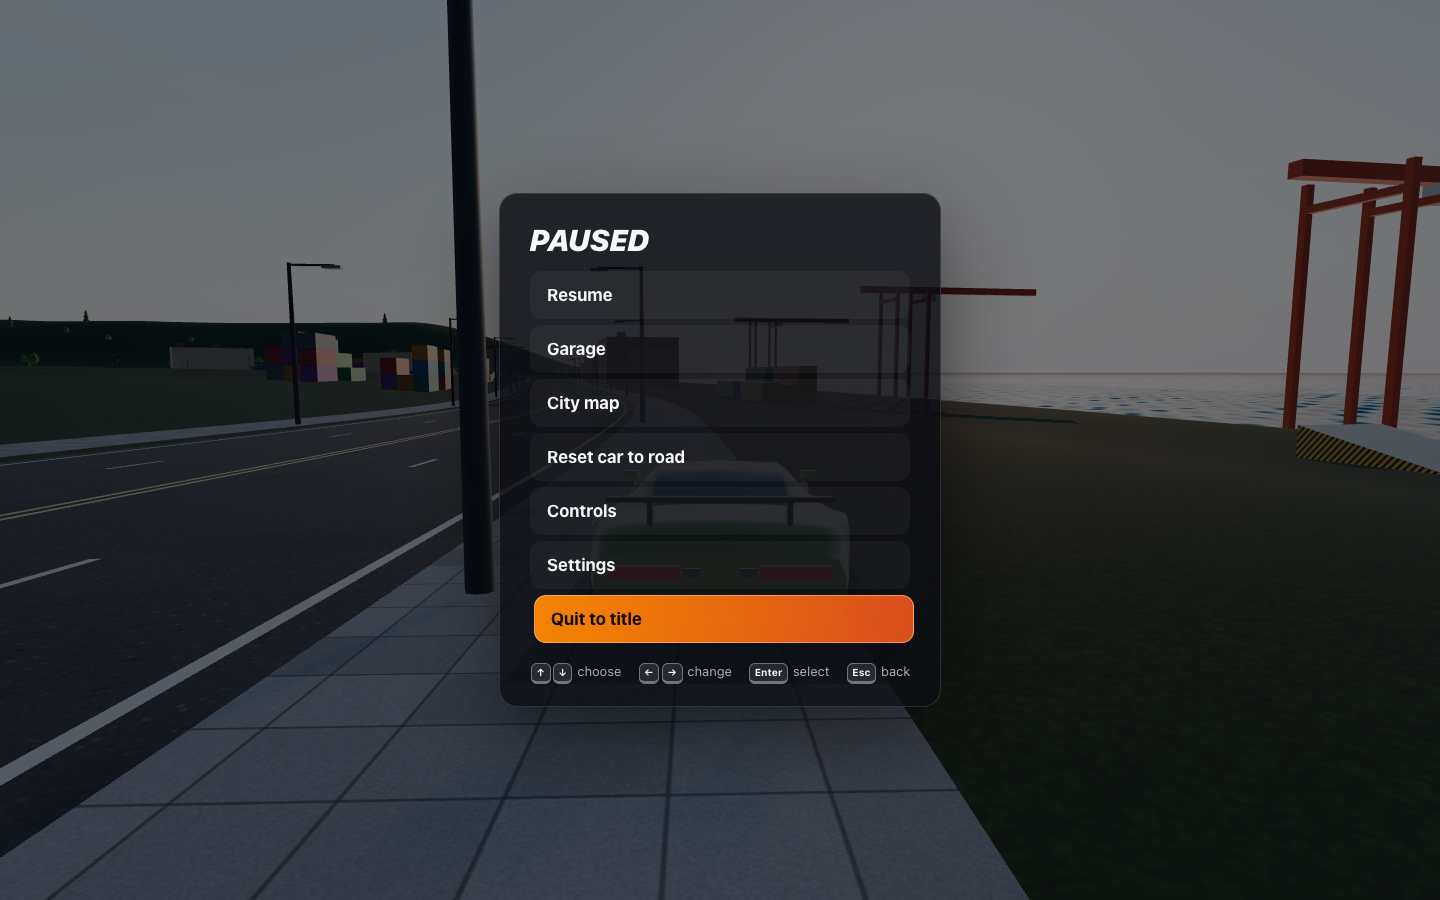 PAUSED
Resume
Garage
City map
Reset car to road
Controls
Settings
Quit to title
↑ ↓ choose ← → change Enter select Esc back